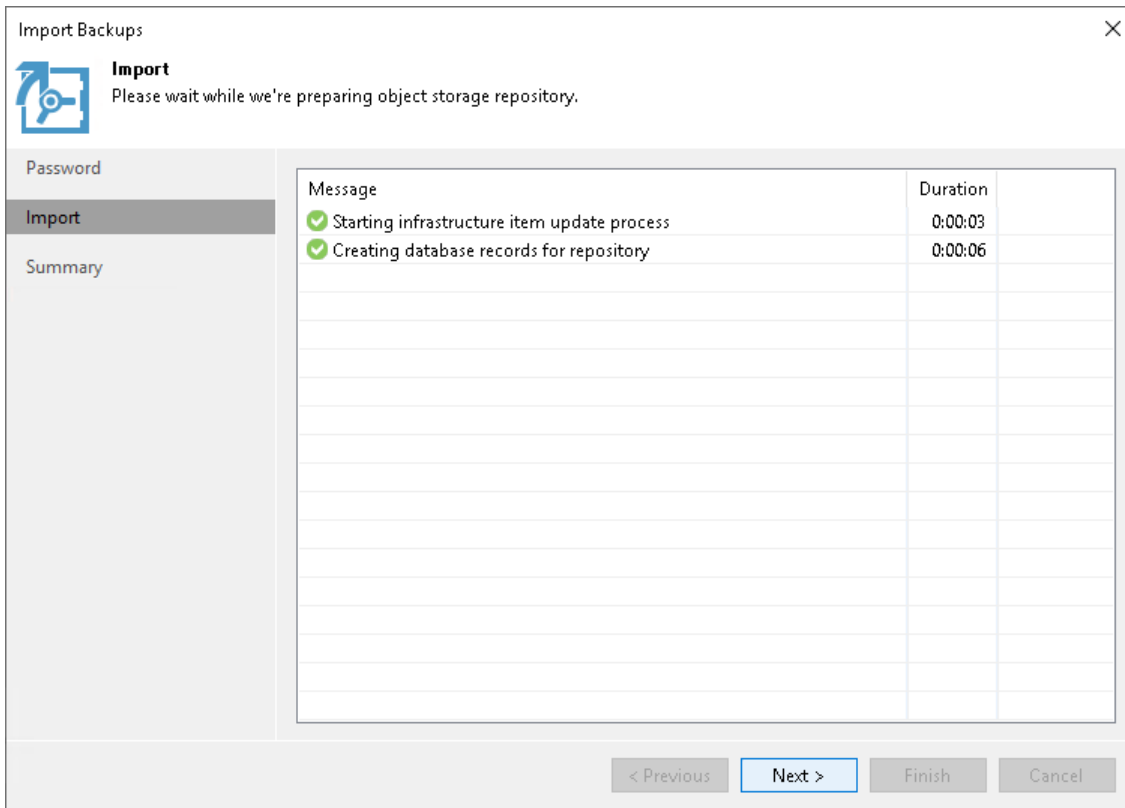 Import Backups
Import
Please wait while we're preparing object storage repository.
Password
Import
Summary
Message Duration
Starting infrastructure item update process 0:00:03
Creating database records for repository 0:00:06
< Previous Next > Finish Cancel